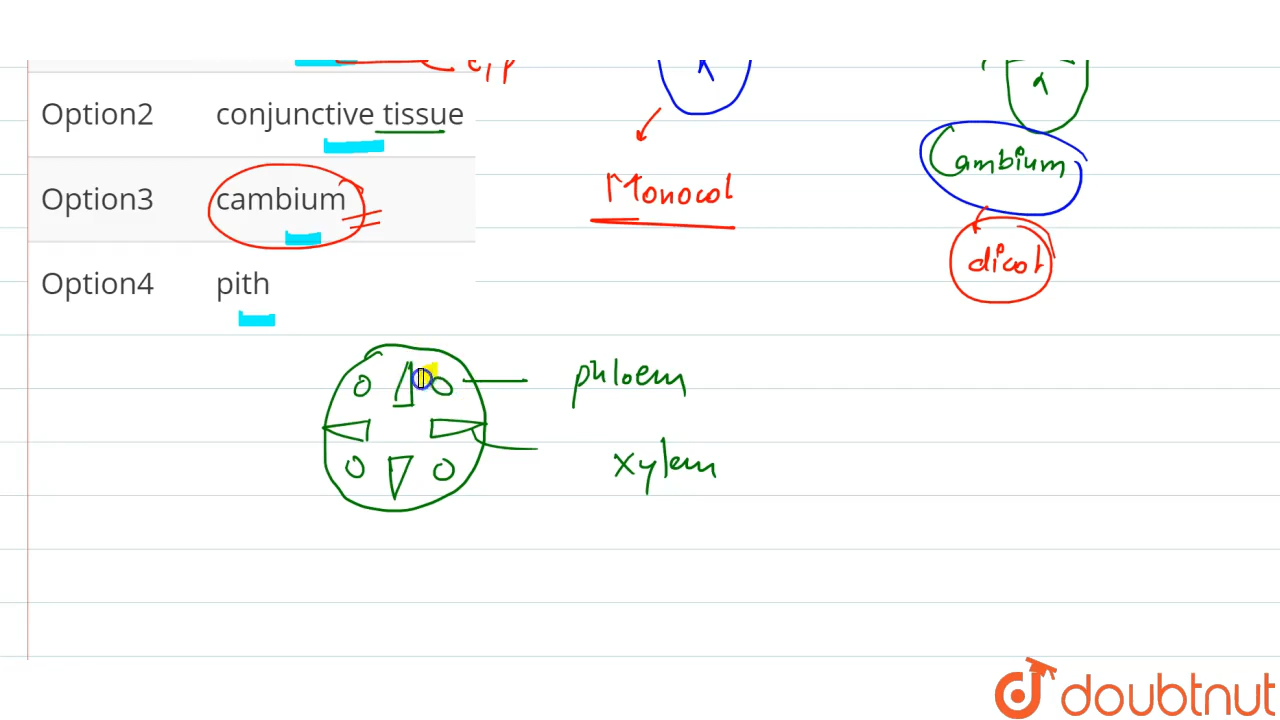 Option2 conjunctive tissue
Option3 cambium
Option4 pith
Cambium
Monocot
dicot
phloem
xylem
doubtnut